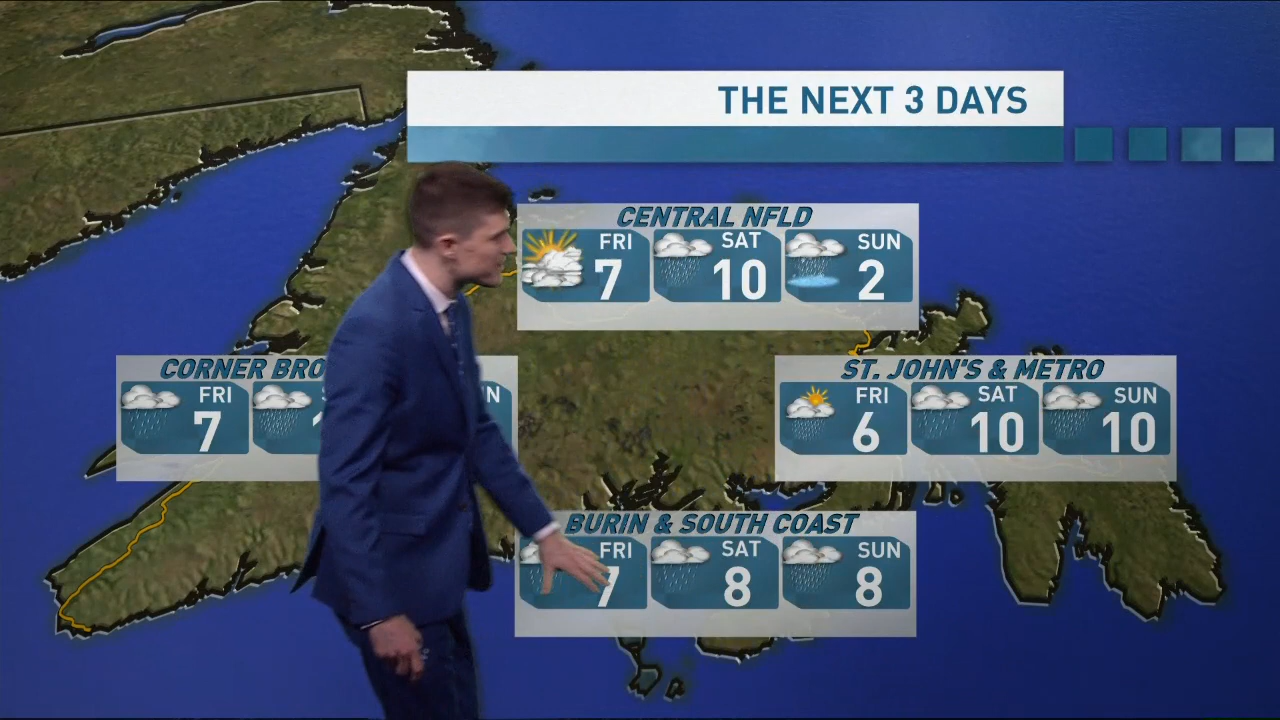 THE NEXT 3 DAYS
CENTRAL NFLD
FRI SAT SUN
7 10 2
CORNER
FRI
7
ST. JOHN'S & METRO
FRI SAT SUN
6 10 10
BURIN & SOUTH COAST
FRI SAT SUN
7 8 8